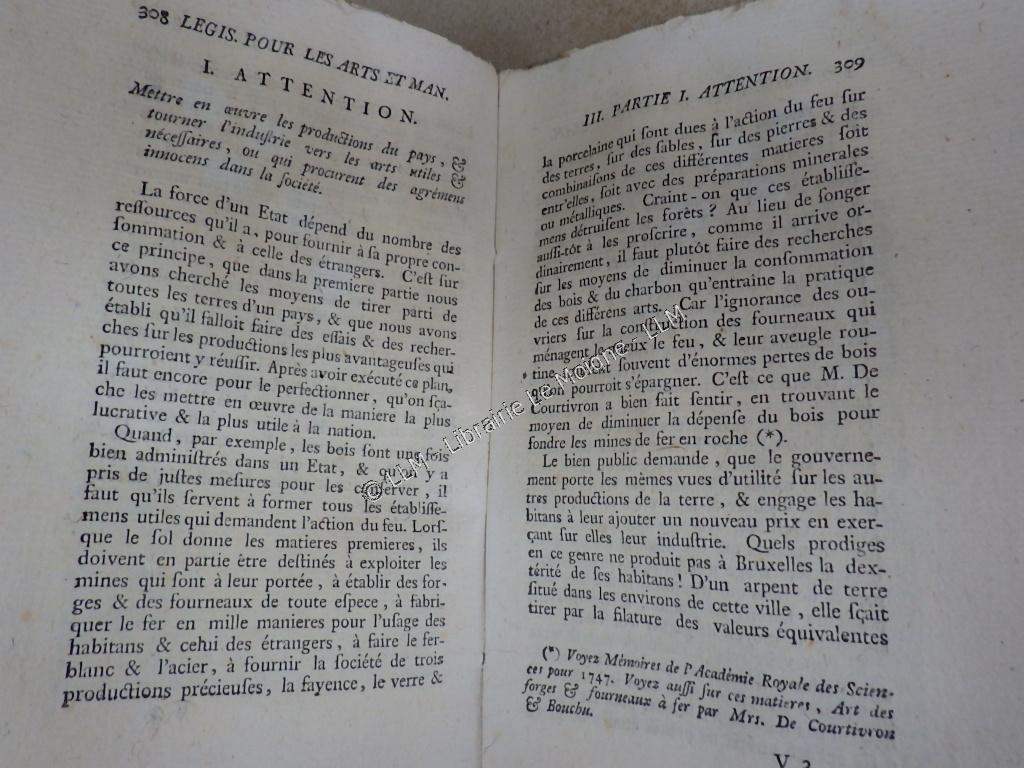 308 LEGIS. POUR LES ARTS ET MAN.
I. ATTENTION.
Mettre en œuvre les productions du pays, &
tourner l'induſtrie vers les arts utiles &
néceſſaires, ou qui procurent des agrémens
innocens dans la ſociété.
La force d'un Etat dépend du nombre des
reſſources qu'il a, pour fournir à ſa propre con-
ſommation & à celle des étrangers. C'eſt ſur
ce principe, que dans la premiere partie nous
avons cherché les moyens de tirer parti de
toutes les terres d'un pays, & que nous avons
établi qu'il falloit faire des eſſais & des recher-
ches ſur les productions les plus avantageuſes qui
pourroient y réuſſir. Après avoir exécuté ce plan,
il faut encore pour le perfectionner, qu'on ſça-
che les mettre en œuvre de la maniere la plus
lucrative & la plus utile à la nation.
Quand, par exemple, les bois ſont une fois
bien adminiſtrés dans un Etat, & qu'on y a
pris de juſtes meſures pour les conſerver, il
faut qu'ils ſervent à former tous les établiſſe-
mens utiles qui demandent l'action du feu. Lorſ-
que le ſol donne les matieres premieres, ils
doivent en partie être deſtinés à exploiter les
mines qui ſont à leur portée, à établir des for-
ges & des fourneaux de toute eſpece, à fabri-
quer le fer en mille manieres pour l'uſage des
habitans & celui des étrangers, à faire le fer-
blanc & l'acier, à fournir la ſociété de trois
productions précieuſes, la fayence, le verre &
III. PARTIE I. ATTENTION. 309
la porcelaine qui ſont dues à l'action du feu ſur
des terres, ſur des ſables, ſur des pierres & des
combinaiſons de ces différentes matieres ſoit
entr'elles, ſoit avec des préparations minerales
ou métalliques. Craint-on que ces établiſſe-
mens détruiſent les forêts? Au lieu de ſonger
auſſi-tôt à les proſcrire, comme il arrive or-
dinairement, il faut plutôt faire des recherches
ſur les moyens de diminuer la conſommation
des bois & du charbon qu'entraine la pratique
de ces différens arts. Car l'ignorance des ou-
vriers ſur la conſtruction des fourneaux qui
ménagent le mieux le feu, & leur aveugle rou-
tine, ſouvent d'énormes pertes de bois
qu'on pourroit s'épargner. C'eſt ce que M. DE
COURTIVRON a bien fait ſentir, en trouvant le
moyen de diminuer la dépenſe du bois pour
fondre les mines de fer en roche (*).
Le bien public demande, que le gouverne-
ment porte les mêmes vues d'utilité ſur les au-
tres productions de la terre, & engage les ha-
bitans à leur ajouter un nouveau prix en exer-
çant ſur elles leur induſtrie. Quels prodiges
en ce genre ne produit pas à Bruxelles la dex-
térité de ſes habitans! D'un arpent de terre
ſitué dans les environs de cette ville, elle ſçait
tirer par la filature des valeurs équivalentes
(*) Voyez Mémoires de l'Académie Royale des Scien-
ces pour 1747. Voyez auſſi ſur ces matieres, Art des
forges & fourneaux à fer par Mrs. De Courtivron
& Bouchu.
V 3
© LLM - Librairie Le Moione - LLM